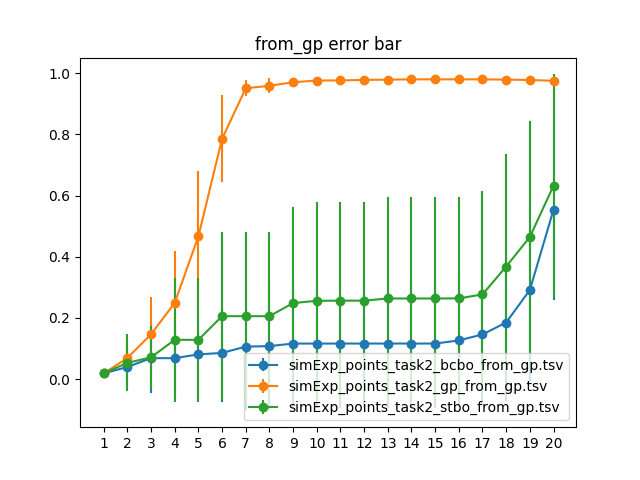 from_gp error bar
1.0
0.8
0.6
0.4
0.2
0.0
simExp_points_task2_bcbo_from_gp.tsv
simExp_points_task2_gp_from_gp.tsv
simExp_points_task2_stbo_from_gp.tsv
1 2 3 4 5 6 7 8 9 10 11 12 13 14 15 16 17 18 19 20